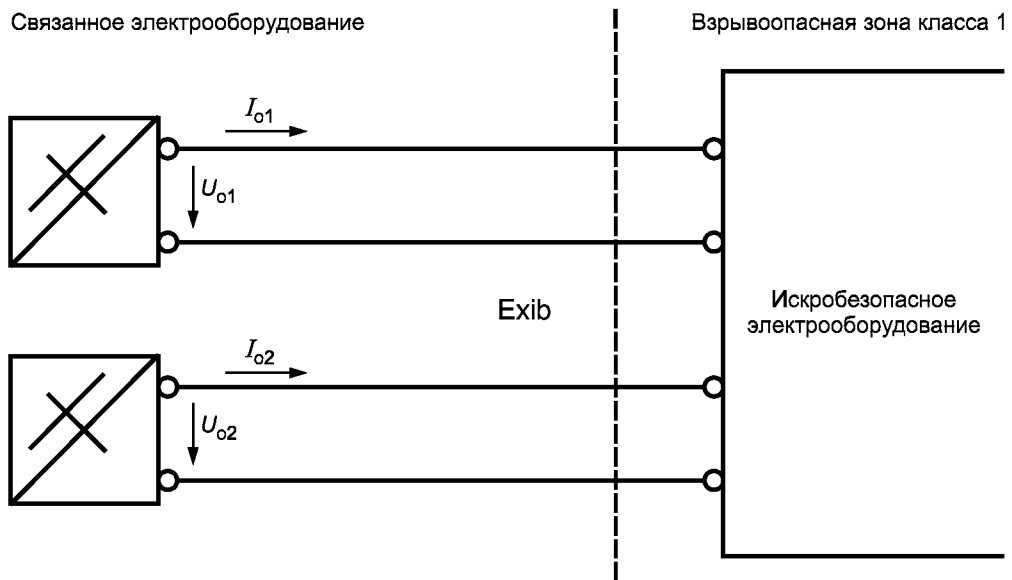 Связанное электрооборудование
Взрывоопасная зона класса 1
Io1
Uo1
Exib
Искробезопасное
электрооборудование
Io2
Uo2